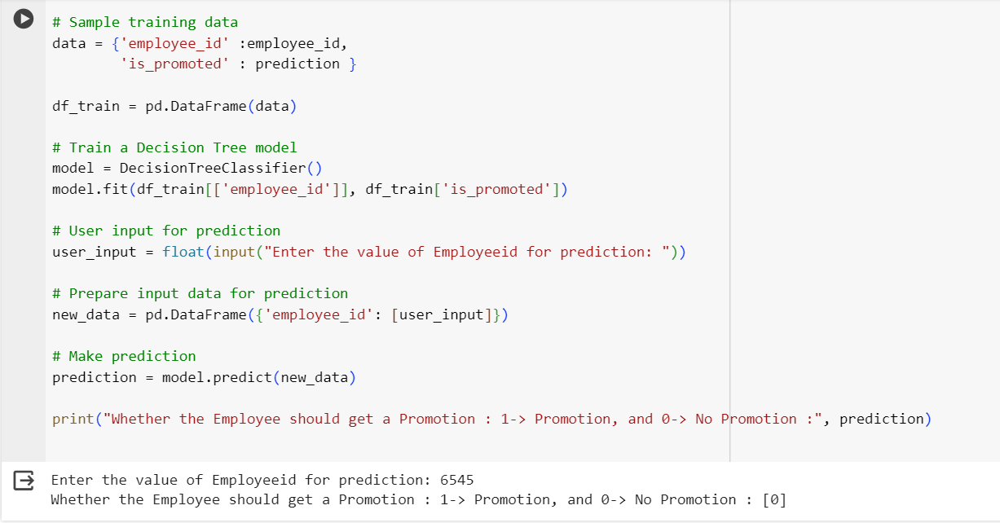 # Sample training data
data = {'employee_id' :employee_id,
        'is_promoted' : prediction }
df_train = pd.DataFrame(data)
# Train a Decision Tree model
model = DecisionTreeClassifier()
model.fit(df_train[['employee_id']], df_train['is_promoted'])
# User input for prediction
user_input = float(input("Enter the value of Employeeid for prediction: "))
# Prepare input data for prediction
new_data = pd.DataFrame({'employee_id': [user_input]})
# Make prediction
prediction = model.predict(new_data)
print("Whether the Employee should get a Promotion : 1-> Promotion, and 0-> No Promotion :", prediction)
Enter the value of Employeeid for prediction: 6545
Whether the Employee should get a Promotion : 1-> Promotion, and 0-> No Promotion : [0]